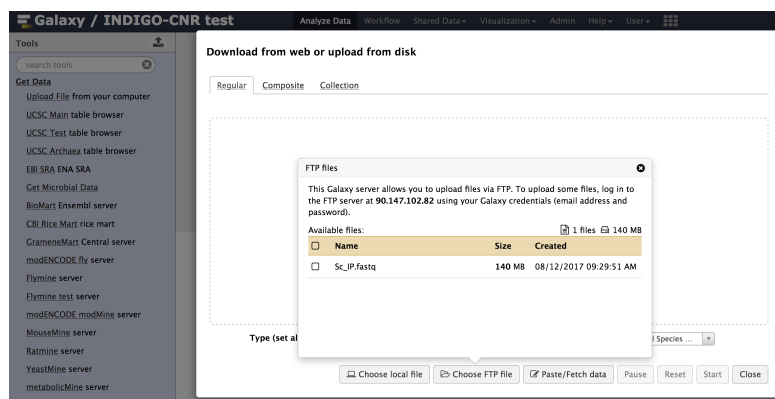 Galaxy / INDIGO-CNR test
Analyze Data Workflow Shared Data Visualization Admin Help User
Tools
search tools
Get Data
Upload File from your computer
UCSC Main table browser
UCSC Test table browser
UCSC Archaea table browser
EBI SRA ENA SRA
Get Microbial Data
BioMart Ensembl server
CBI Rice Mart rice mart
GrameneMart Central server
modENCODE fly server
Flymine server
Flymine test server
modENCODE modMine server
MouseMine server
Ratmine server
YeastMine server
metabolicMine server
Download from web or upload from disk
Regular Composite Collection
FTP files
This Galaxy server allows you to upload files via FTP. To upload some files, log in to
the FTP server at 90.147.102.82 using your Galaxy credentials (email address and
password).
Available files: 1 files 140 MB
Name Size Created
Sc_IP.fastq 140 MB 08/12/2017 09:29:51 AM
Type (set al
l Species ...
Choose local file Choose FTP file Paste/Fetch data Pause Reset Start Close